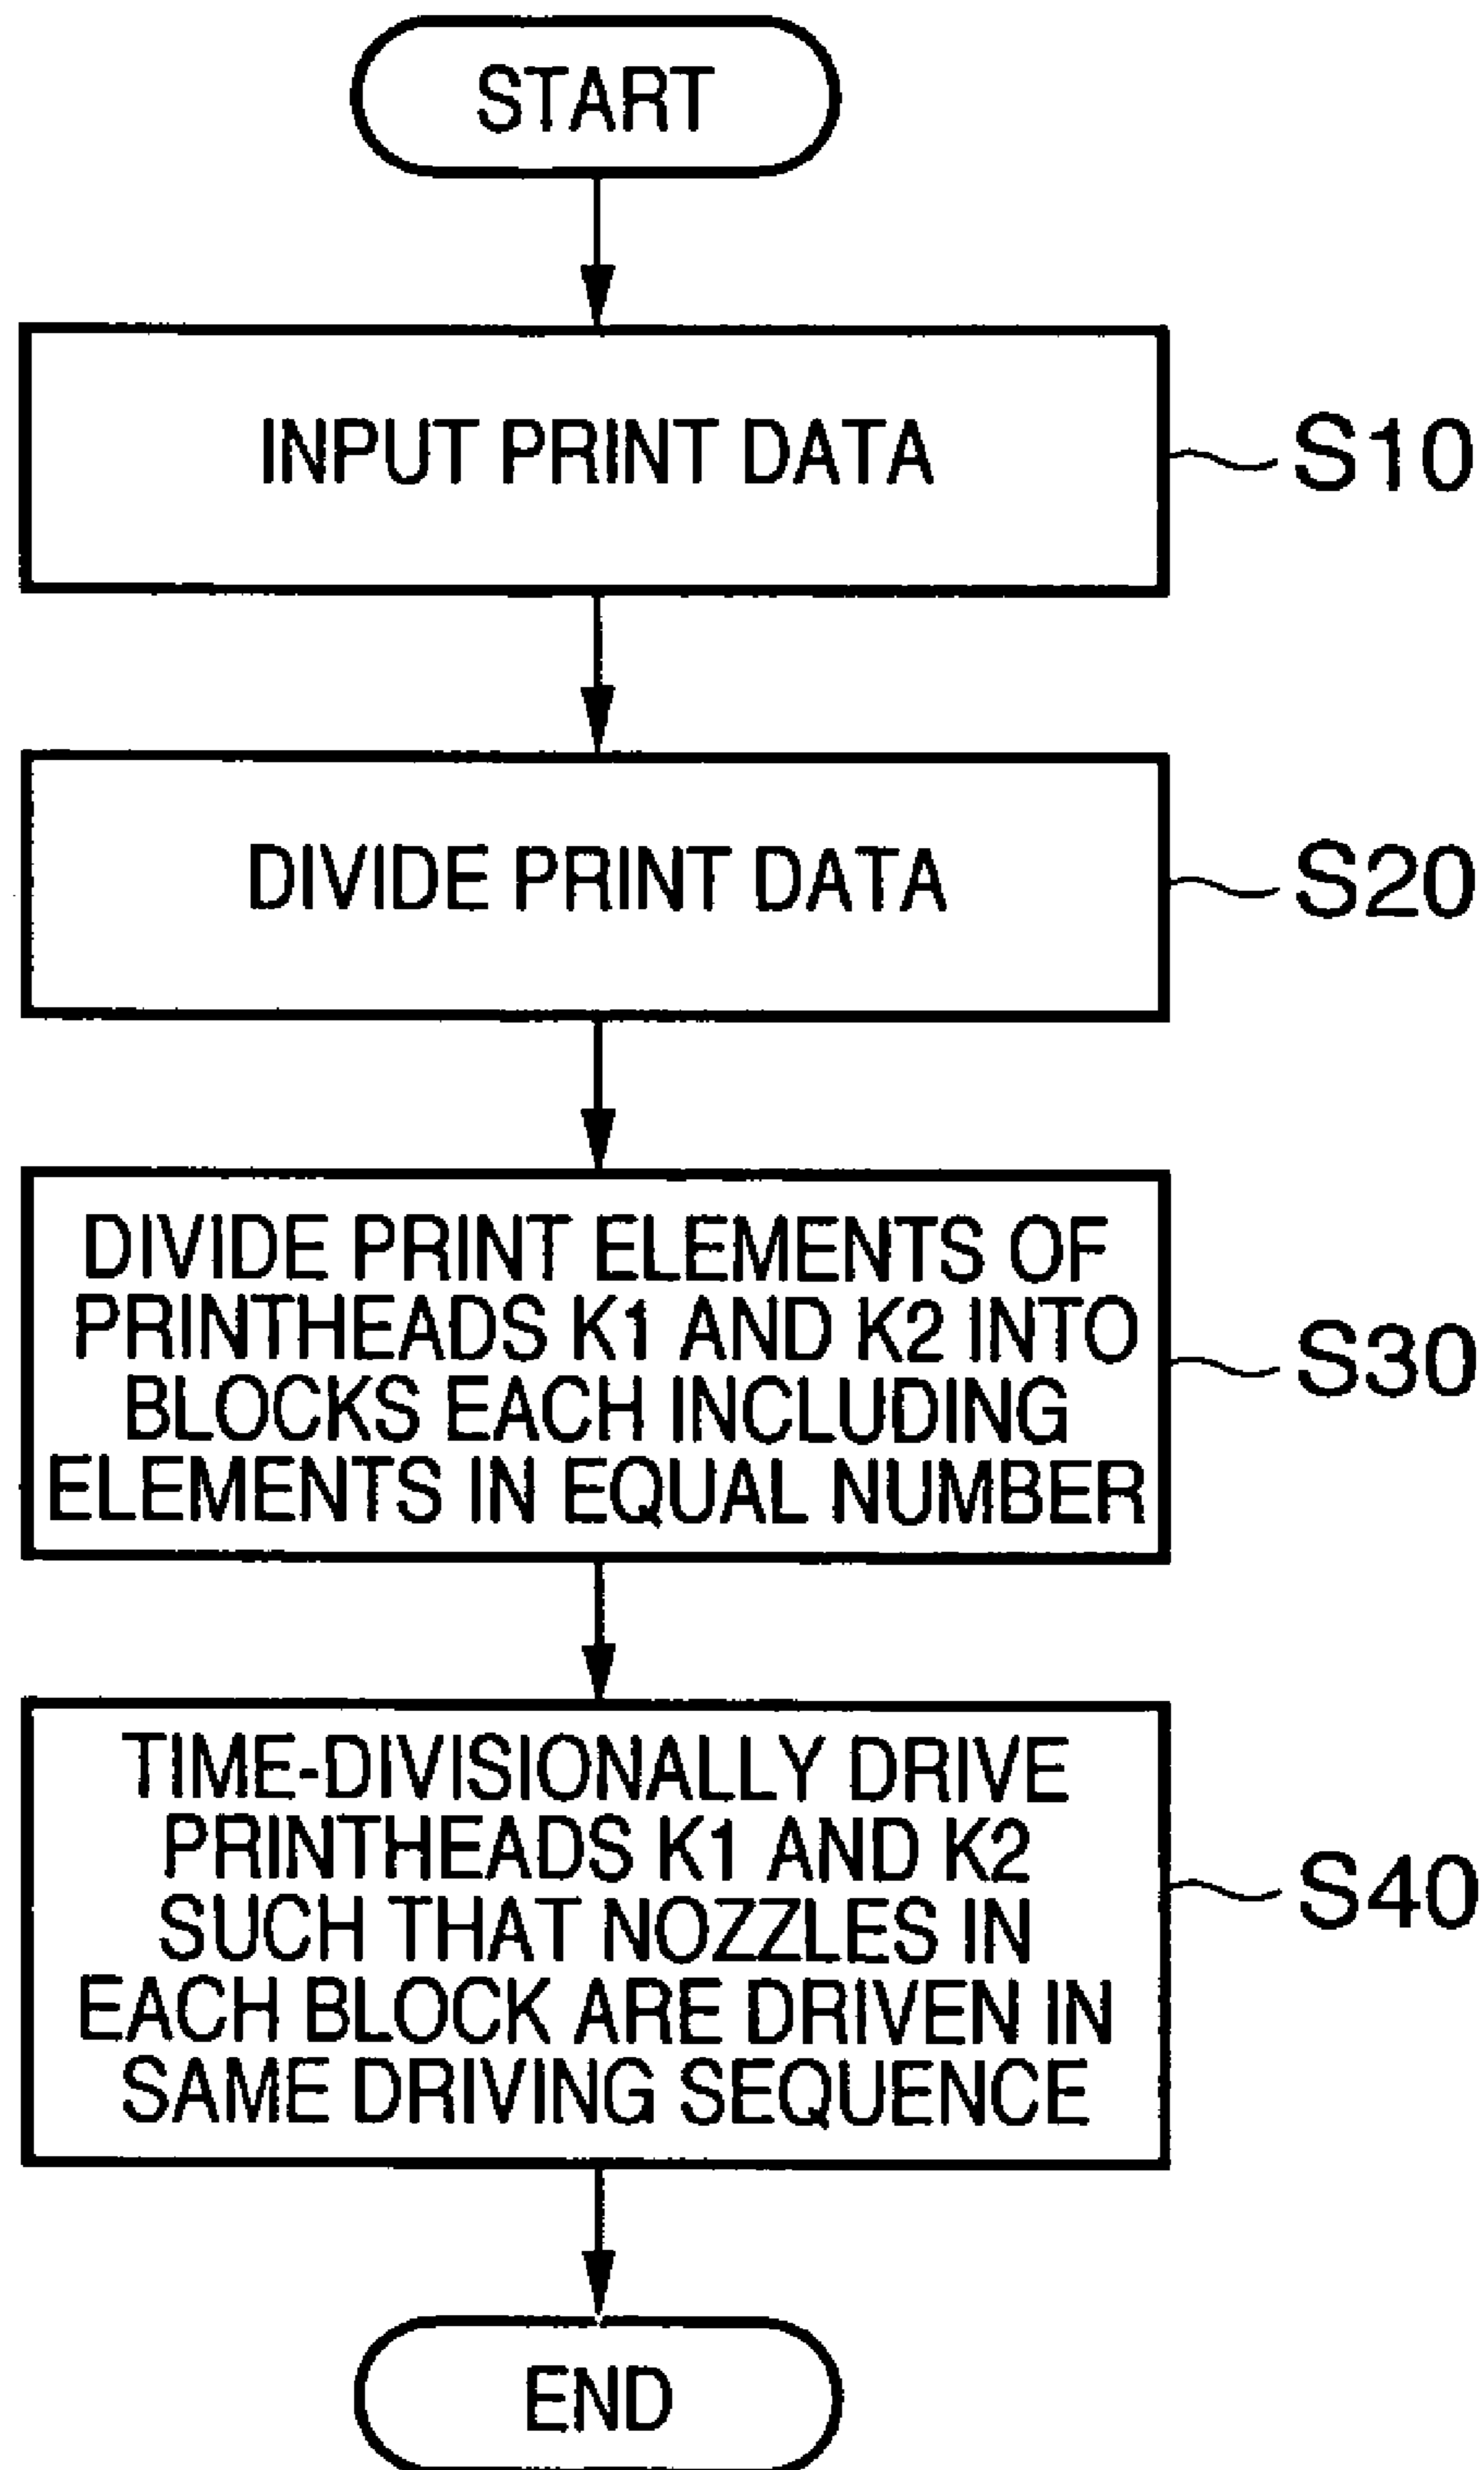 START
INPUT PRINT DATA
S10
DIVIDE PRINT DATA
S20
DIVIDE PRINT ELEMENTS OF
PRINTHEADS K1 AND K2 INTO
BLOCKS EACH INCLUDING
ELEMENTS IN EQUAL NUMBER
S30
TIME-DIVISIONALLY DRIVE
PRINTHEADS K1 AND K2
SUCH THAT NOZZLES IN
EACH BLOCK ARE DRIVEN IN
SAME DRIVING SEQUENCE
S40
END